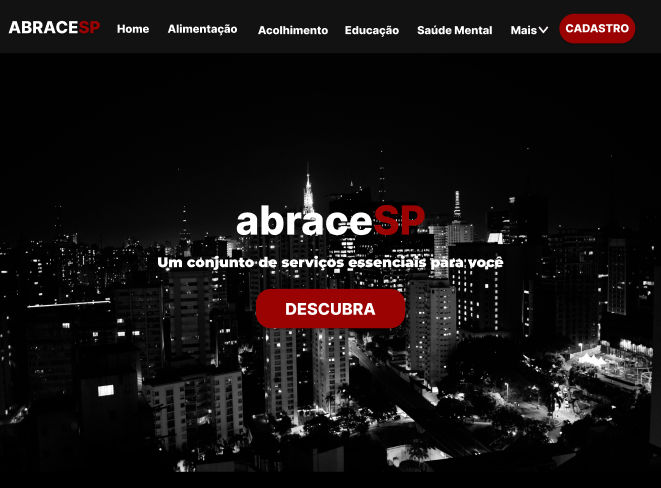 ABRACESP Home Alimentação Acolhimento Educação Saúde Mental Mais CADASTRO
abraceSP
Um conjunto de serviços essenciais para você
DESCUBRA